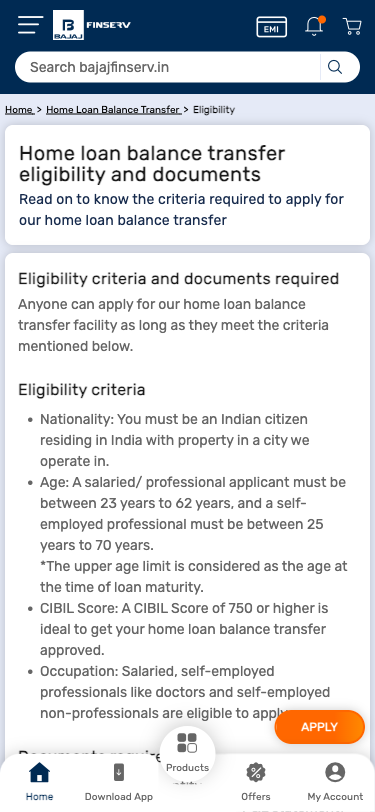 BAJAJ FINSERV
EMI
Search bajajfinserv.in
Home > Home Loan Balance Transfer > Eligibility
Home loan balance transfer
eligibility and documents
Read on to know the criteria required to apply for
our home loan balance transfer
Eligibility criteria and documents required
Anyone can apply for our home loan balance
transfer facility as long as they meet the criteria
mentioned below.
Eligibility criteria
• Nationality: You must be an Indian citizen
residing in India with property in a city we
operate in.
• Age: A salaried/ professional applicant must be
between 23 years to 62 years, and a self-
employed professional must be between 25
years to 70 years.
*The upper age limit is considered as the age at
the time of loan maturity.
• CIBIL Score: A CIBIL Score of 750 or higher is
ideal to get your home loan balance transfer
approved.
• Occupation: Salaried, self-employed
professionals like doctors and self-employed
non-professionals are eligible to apply
APPLY
Products
Home
Download App
Offers
My Account